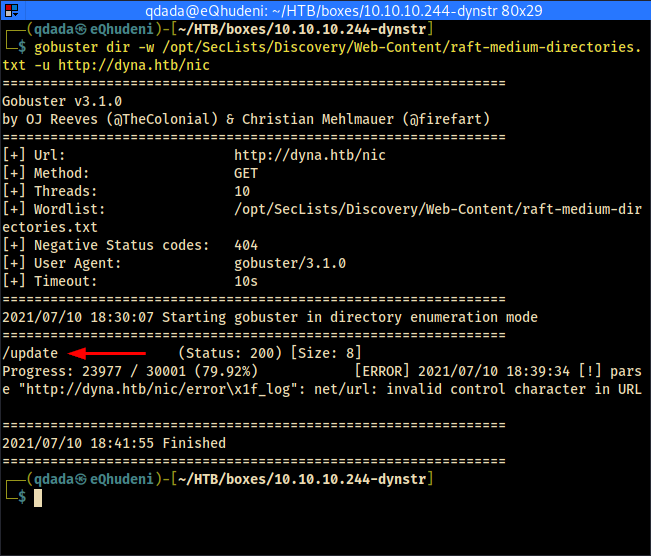 qdada@eQhudeni: ~/HTB/boxes/10.10.10.244-dynstr 80x29
┌──(qdada㉿eQhudeni)-[~/HTB/boxes/10.10.10.244-dynstr]
└─$ gobuster dir -w /opt/SecLists/Discovery/Web-Content/raft-medium-directories.
txt -u http://dyna.htb/nic
===============================================================
Gobuster v3.1.0
by OJ Reeves (@TheColonial) & Christian Mehlmauer (@firefart)
===============================================================
[+] Url:                     http://dyna.htb/nic
[+] Method:                  GET
[+] Threads:                 10
[+] Wordlist:                /opt/SecLists/Discovery/Web-Content/raft-medium-dir
ectories.txt
[+] Negative Status codes:   404
[+] User Agent:              gobuster/3.1.0
[+] Timeout:                 10s
===============================================================
2021/07/10 18:30:07 Starting gobuster in directory enumeration mode
===============================================================
/update               (Status: 200) [Size: 8]
Progress: 23977 / 30001 (79.92%)            [ERROR] 2021/07/10 18:39:34 [!] pars
e "http://dyna.htb/nic/error\x1f_log": net/url: invalid control character in URL
===============================================================
2021/07/10 18:41:55 Finished
===============================================================
┌──(qdada㉿eQhudeni)-[~/HTB/boxes/10.10.10.244-dynstr]
└─$